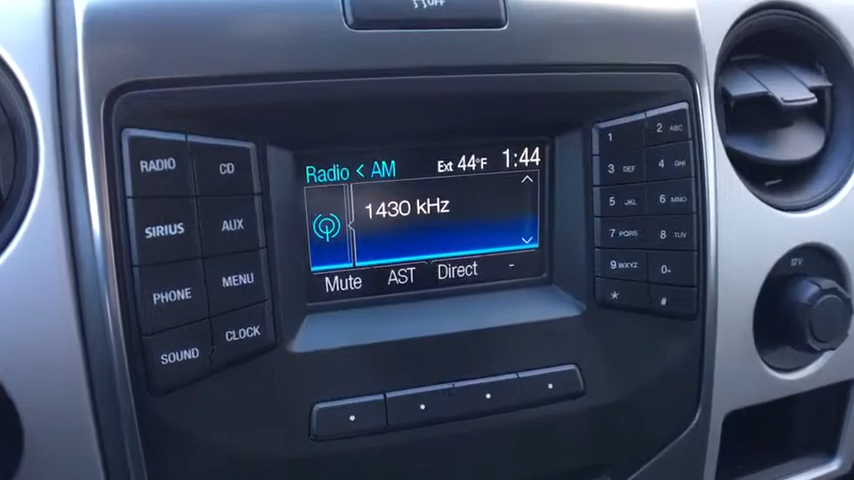 OFF
RADIO
CD
SIRIUS
AUX
PHONE
MENU
SOUND
CLOCK
Radio < AM
Ext 44°F
1:44
1430 kHz
Mute
AST
Direct
-
1
2 ABC
3 DEF
4 GHI
5 JKL
6 MNO
7 PQRS
8 TUV
9 WXYZ
0+
*
#